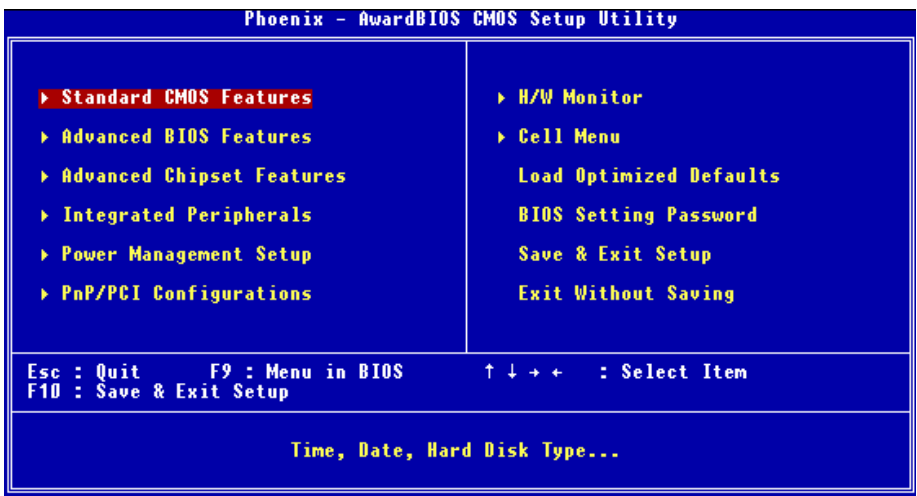 Phoenix - AwardBIOS CMOS Setup Utility
Standard CMOS Features
Advanced BIOS Features
Advanced Chipset Features
Integrated Peripherals
Power Management Setup
PnP/PCI Configurations
H/W Monitor
Cell Menu
Load Optimized Defaults
BIOS Setting Password
Save & Exit Setup
Exit Without Saving
Esc : Quit F9 : Menu in BIOS ↑ ↓ → ← : Select Item
F10 : Save & Exit Setup
Time, Date, Hard Disk Type...